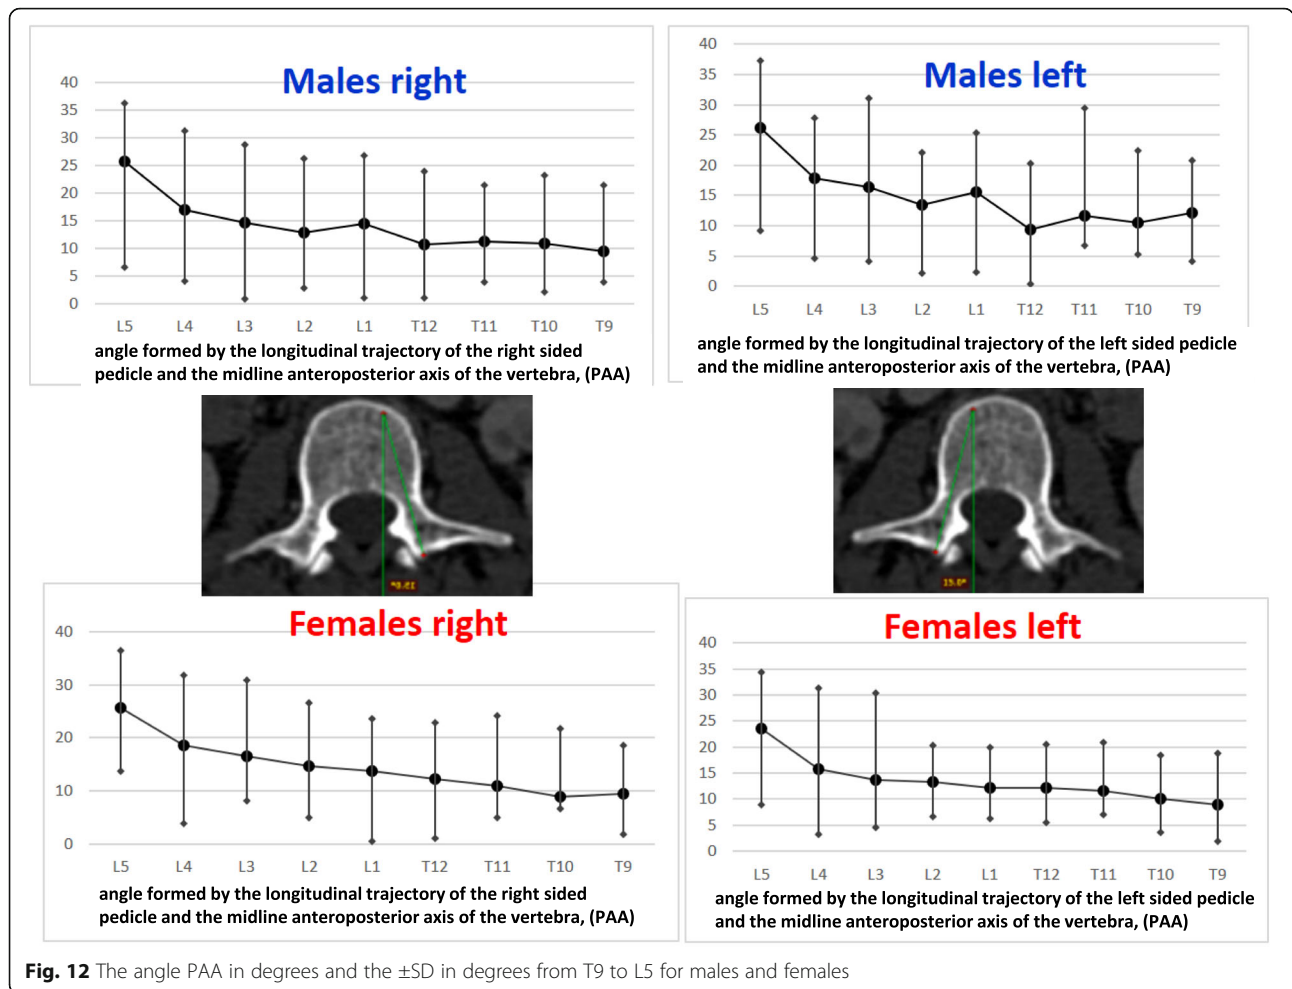 Males right
40
35
30
25
20
15
10
5
0
L5 L4 L3 L2 L1 T12 T11 T10 T9
angle formed by the longitudinal trajectory of the right sided
pedicle and the midline anteroposterior axis of the vertebra, (PAA)
Males left
40
35
30
25
20
15
10
5
0
L5 L4 L3 L2 L1 T12 T11 T10 T9
angle formed by the longitudinal trajectory of the left sided pedicle
and the midline anteroposterior axis of the vertebra, (PAA)
Females right
40
30
20
10
0
L5 L4 L3 L2 L1 T12 T11 T10 T9
angle formed by the longitudinal trajectory of the right sided
pedicle and the midline anteroposterior axis of the vertebra, (PAA)
Females left
40
35
30
25
20
15
10
5
0
L5 L4 L3 L2 L1 T12 T11 T10 T9
angle formed by the longitudinal trajectory of the left sided pedicle
and the midline anteroposterior axis of the vertebra, (PAA)
Fig. 12 The angle PAA in degrees and the ±SD in degrees from T9 to L5 for males and females